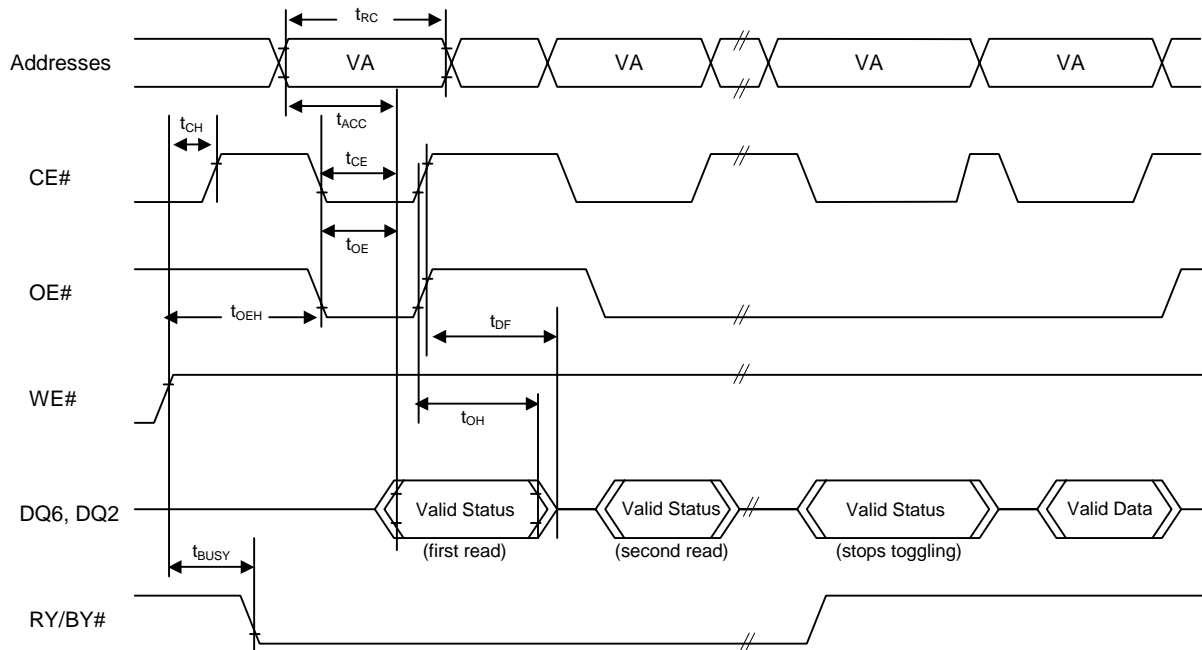 tRC
Addresses
VA
VA
VA
VA
tACC
tCH
CE#
tCE
tOE
OE#
tOEH
tDF
WE#
tOH
DQ6, DQ2
Valid Status
Valid Status
Valid Status
Valid Data
(first read)
(second read)
(stops toggling)
tBUSY
RY/BY#